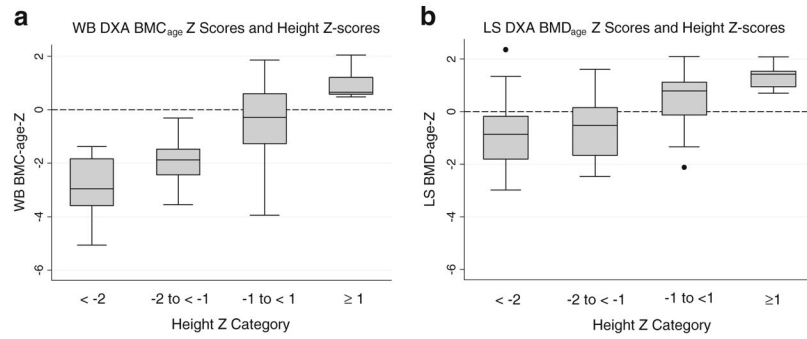 a
WB DXA BMCage Z Scores and Height Z-scores
2
0
-2
-4
-6
WB BMC-age-Z
< -2
-2 to < -1
-1 to < 1
≥ 1
Height Z Category
b
LS DXA BMDage Z Scores and Height Z-scores
2
0
-2
-4
-6
LS BMD-age-Z
< -2
-2 to < -1
-1 to <1
≥1
Height Z Category